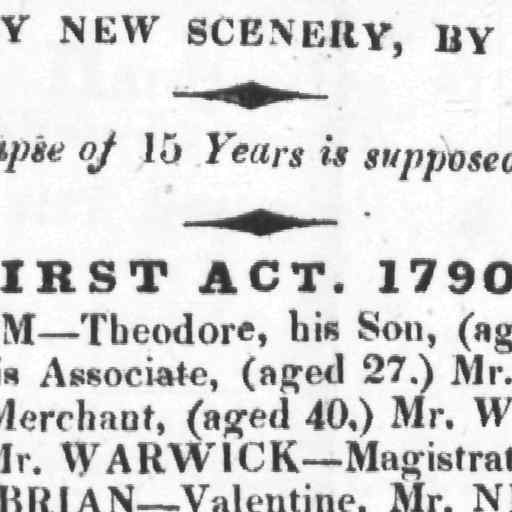 Y NEW SCENERY, BY
apse of 15 Years is supposed
IRST ACT. 1790
M—Theodore, his Son, (ag
is Associate, (aged 27.) Mr.
Merchant, (aged 40,) Mr. W
Mr. WARWICK—Magistrat
BRIAN—Valentine, Mr. N